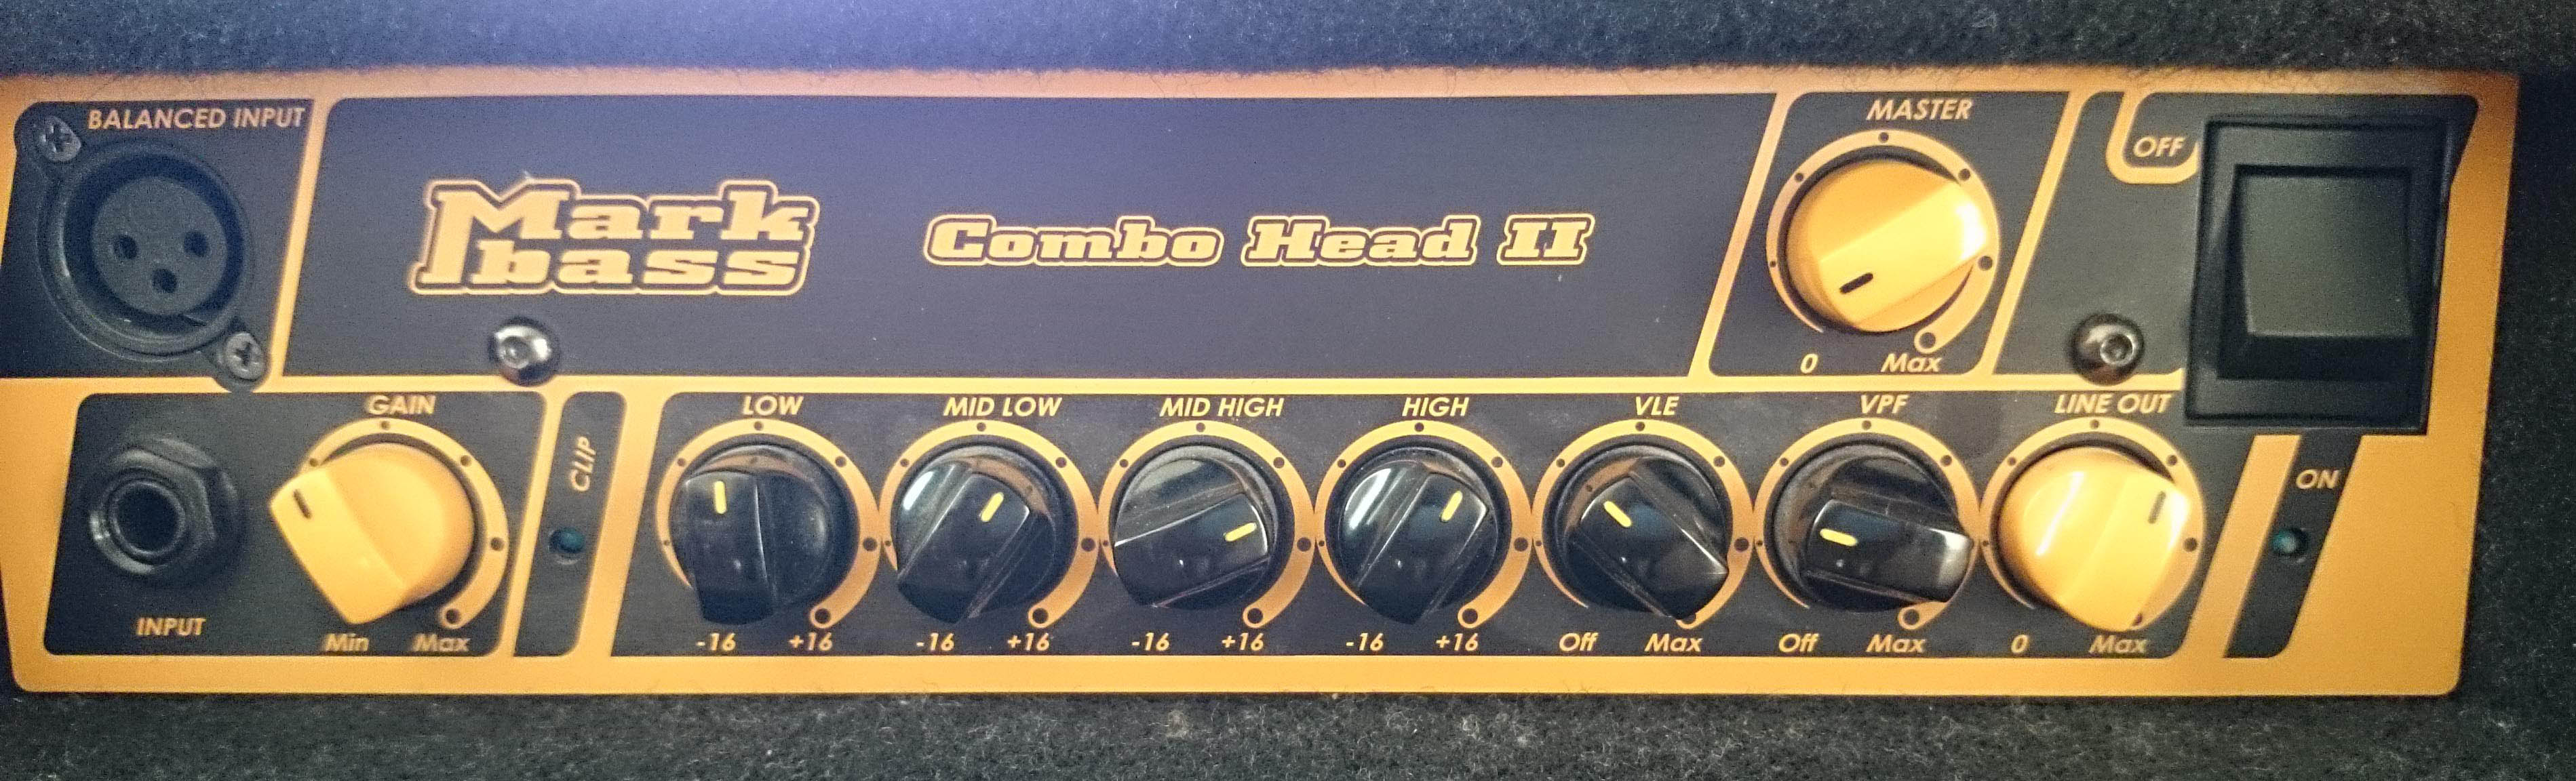 BALANCED INPUT
MASTER
OFF
Mark
bass
Combo Head II
0 Max
GAIN
CLIP
LOW MID LOW MID HIGH HIGH VLE VPF LINE OUT
ON
INPUT
Min Max
-16 +16 -16 +16 -16 +16 -16 +16 Off Max Off Max 0 Max